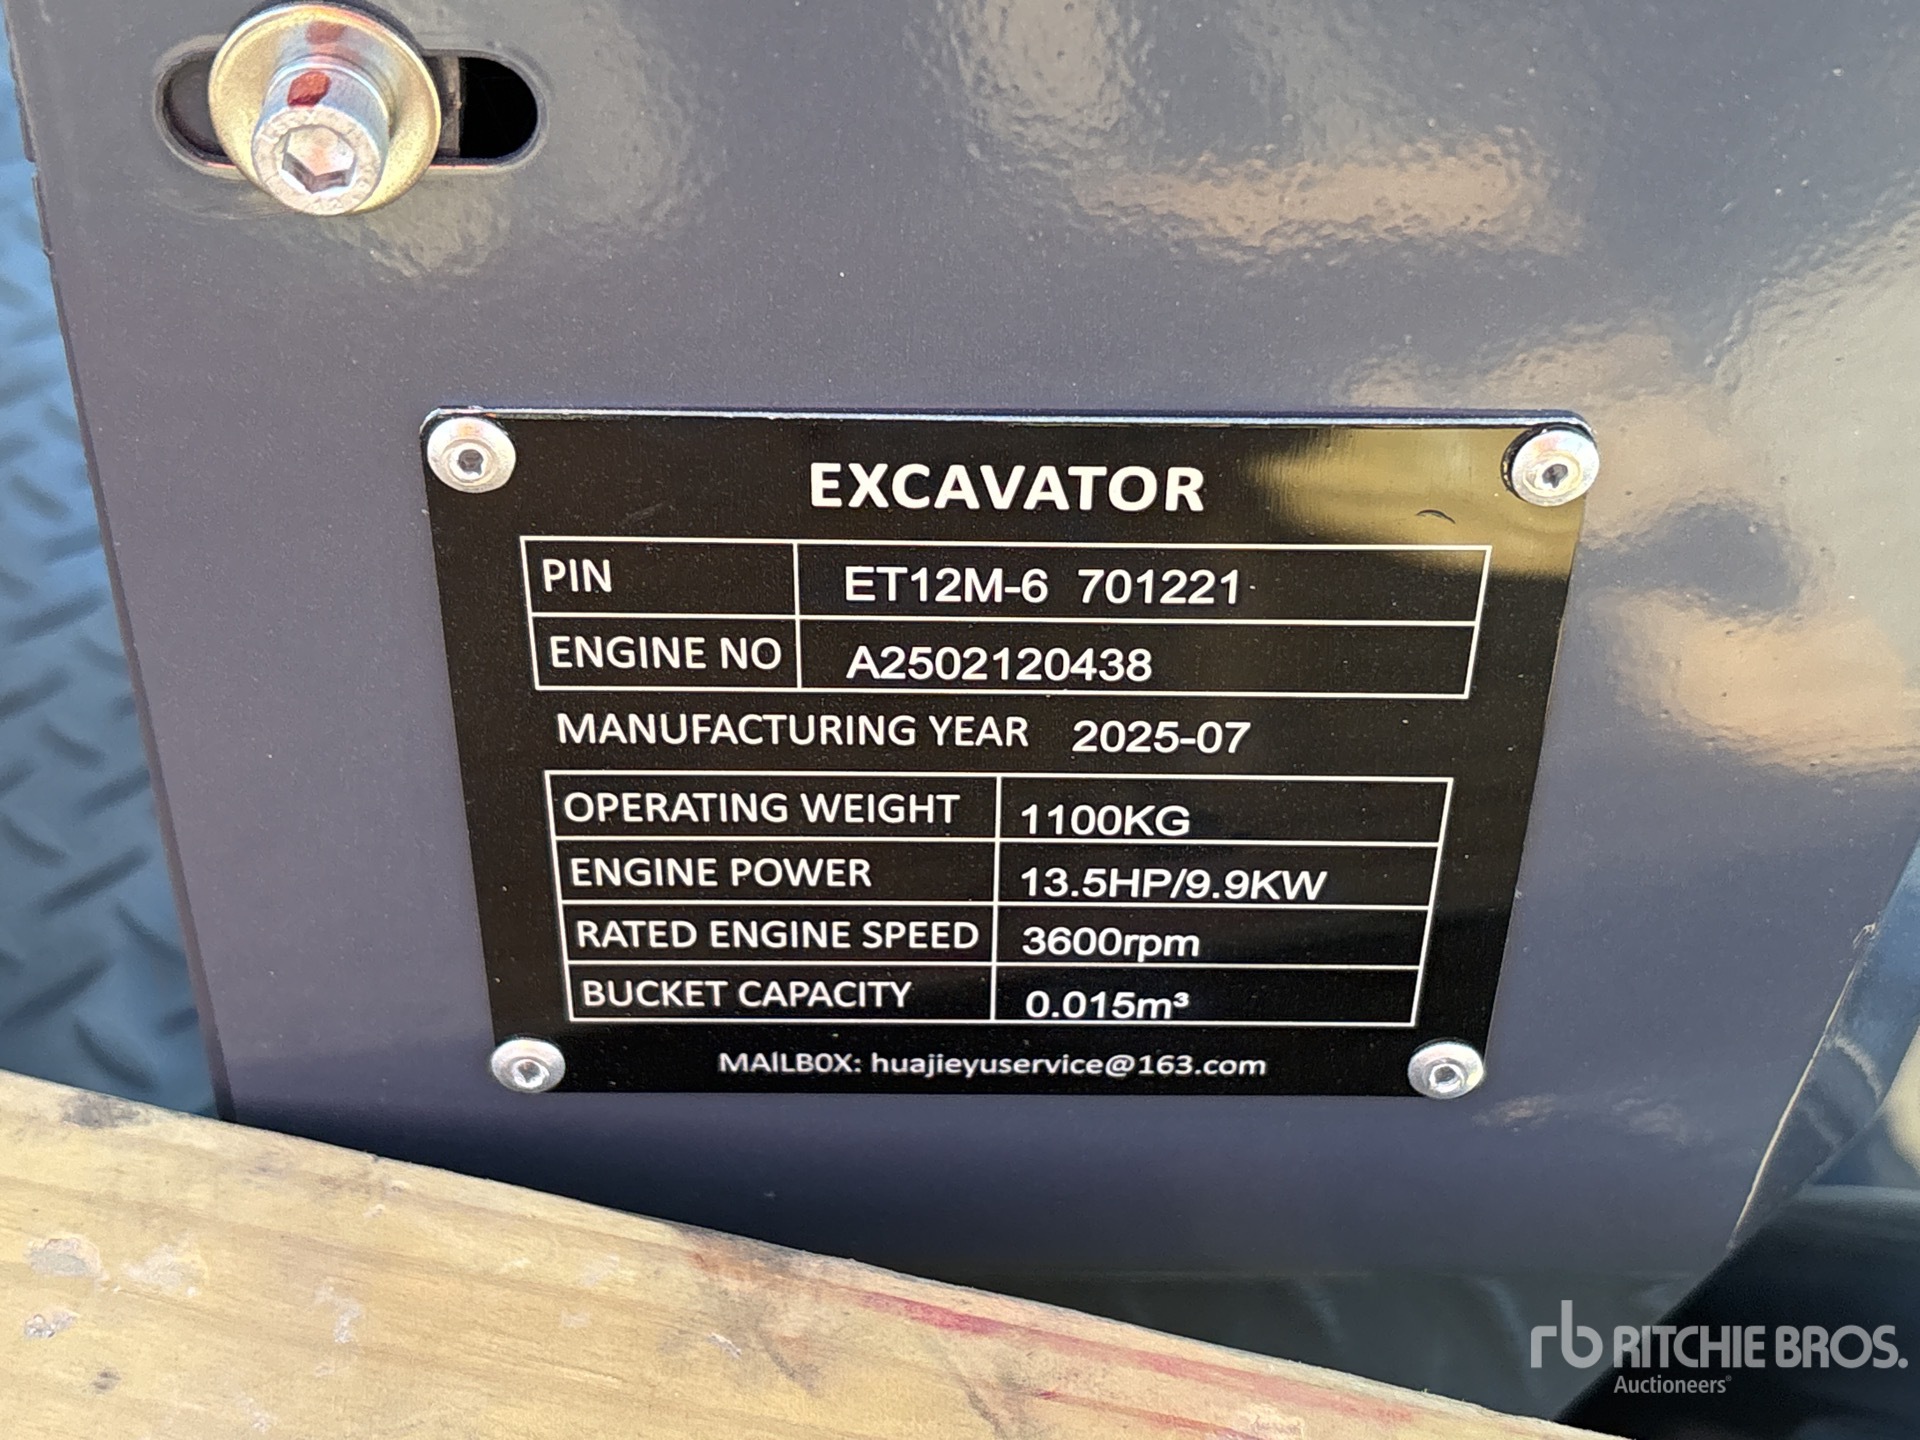 EXCAVATOR
PIN ET12M-6 701221
ENGINE NO A2502120438
MANUFACTURING YEAR 2025-07
OPERATING WEIGHT 1100KG
ENGINE POWER 13.5HP/9.9KW
RATED ENGINE SPEED 3600rpm
BUCKET CAPACITY 0.015m³
MAILBOX: huajieyuservice@163.com
rb RITCHIE BROS.
Auctioneers®